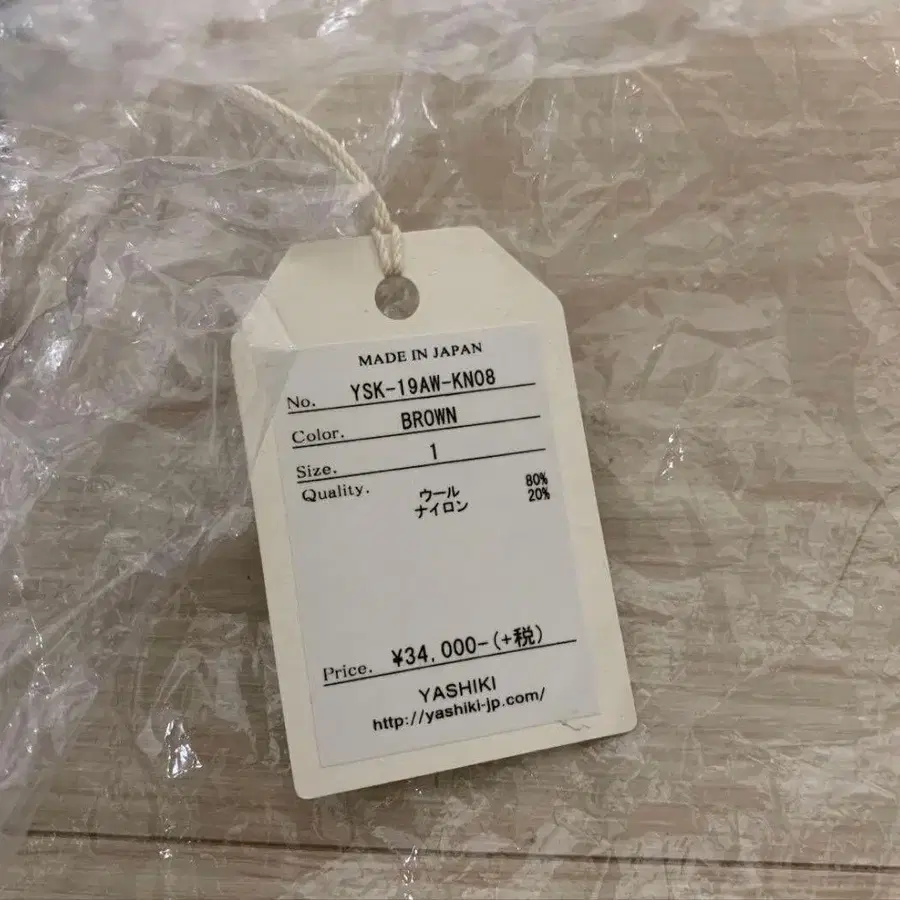 MADE IN JAPAN
No. YSK-19AW-KN08
Color. BROWN
Size. 1
Quality. ウール 80%
ナイロン 20%
Price. ¥34,000-(+税)
YASHIKI
http://yashiki-jp.com/